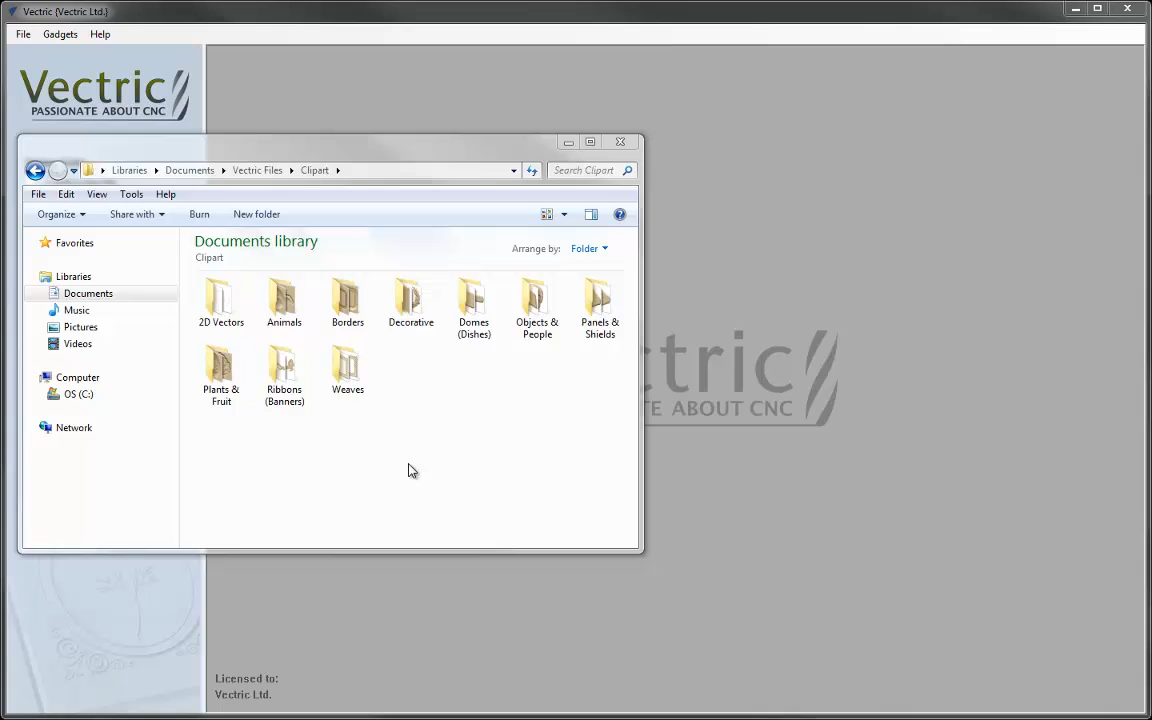 Vectric {Vectric Ltd.}
File Gadgets Help
Vectric
PASSIONATE ABOUT CNC
Libraries Documents Vectric Files Clipart
Search Clipart
File Edit View Tools Help
Organize Share with Burn New folder
Favorites
Libraries
Documents
Music
Pictures
Videos
Computer
OS (C:)
Network
Documents library
Clipart
Arrange by: Folder
2D Vectors
Animals
Borders
Decorative
Domes
(Dishes)
Objects &
People
Panels &
Shields
Plants &
Fruit
Ribbons
(Banners)
Weaves
ABOUT CNC
Licensed to:
Vectric Ltd.